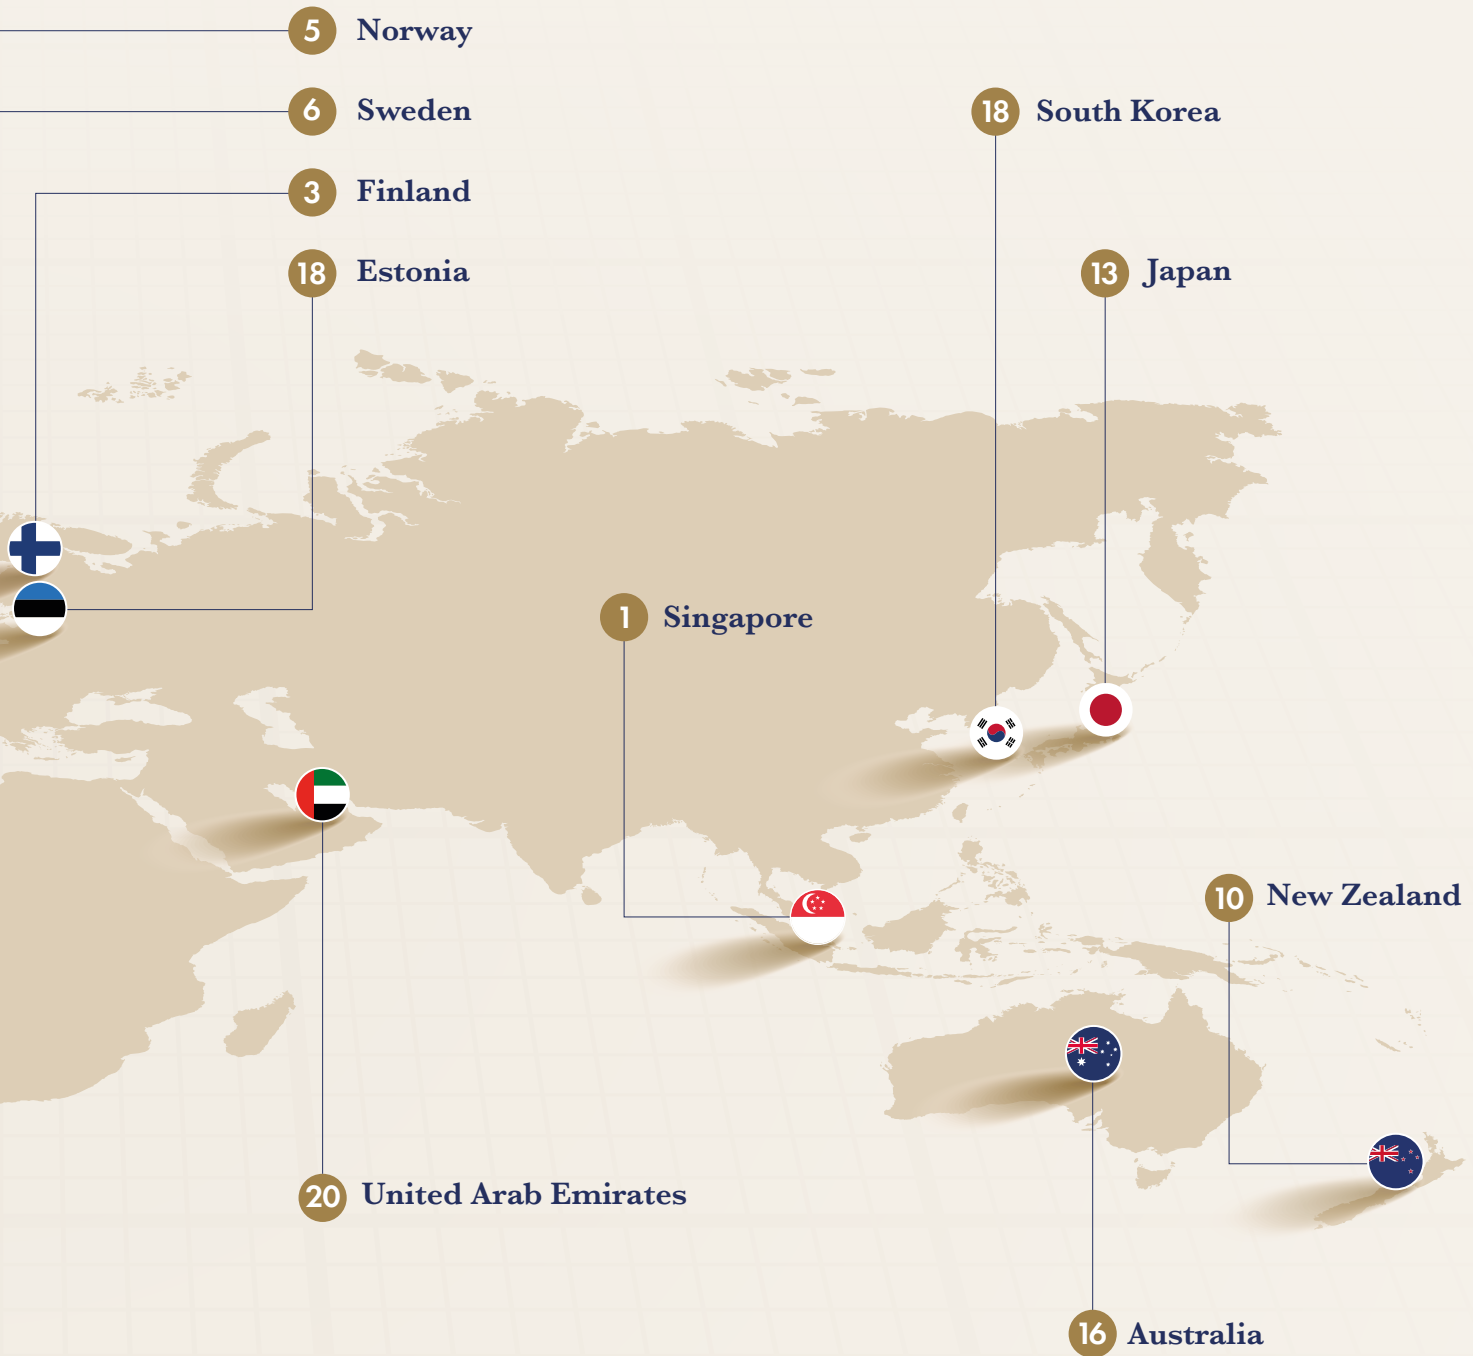 5 Norway
6 Sweden
18 South Korea
3 Finland
18 Estonia
13 Japan
1 Singapore
10 New Zealand
20 United Arab Emirates
16 Australia